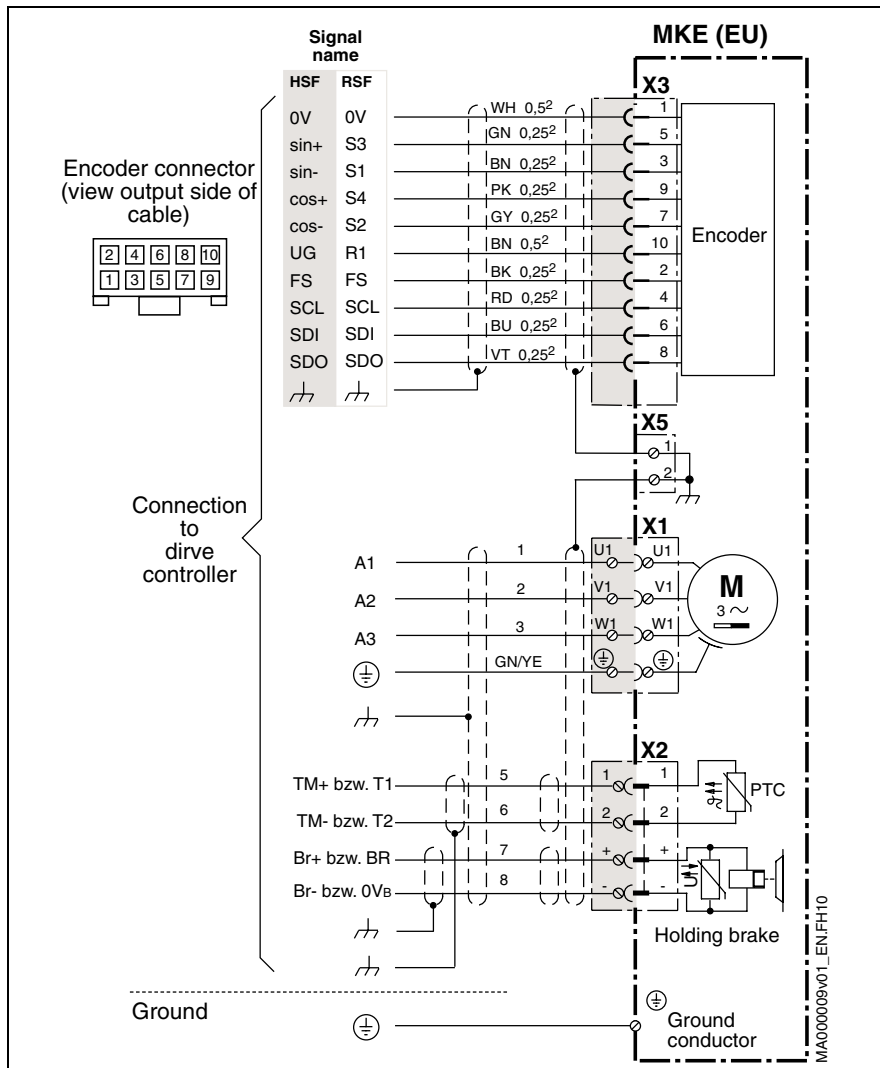 Signal
name
MKE (EU)
HSF RSF
X3
0V 0V WH 0,5² 1
sin+ S3 GN 0,25² 5
sin- S1 BN 0,25² 3
cos+ S4 PK 0,25² 9
cos- S2 GY 0,25² 7
UG R1 BN 0,5² 10
FS FS BK 0,25² 2
SCL SCL RD 0,25² 4
SDI SDI BU 0,25² 6
SDO SDO VT 0,25² 8
Encoder
Encoder connector
(view output side of
cable)
2 4 6 8 10
1 3 5 7 9
X5
1
2
Connection
to
dirve
controller
X1
A1 1 U1 U1
A2 2 V1 V1
A3 3 W1 W1
GN/YE
M
3 ~
X2
TM+ bzw. T1 5 1 1
TM- bzw. T2 6 2 2
PTC
ϑ
Br+ bzw. BR 7 + +
Br- bzw. 0VB 8 - -
U
Holding brake
Ground
Ground
conductor
MA000009v01_EN.FH10